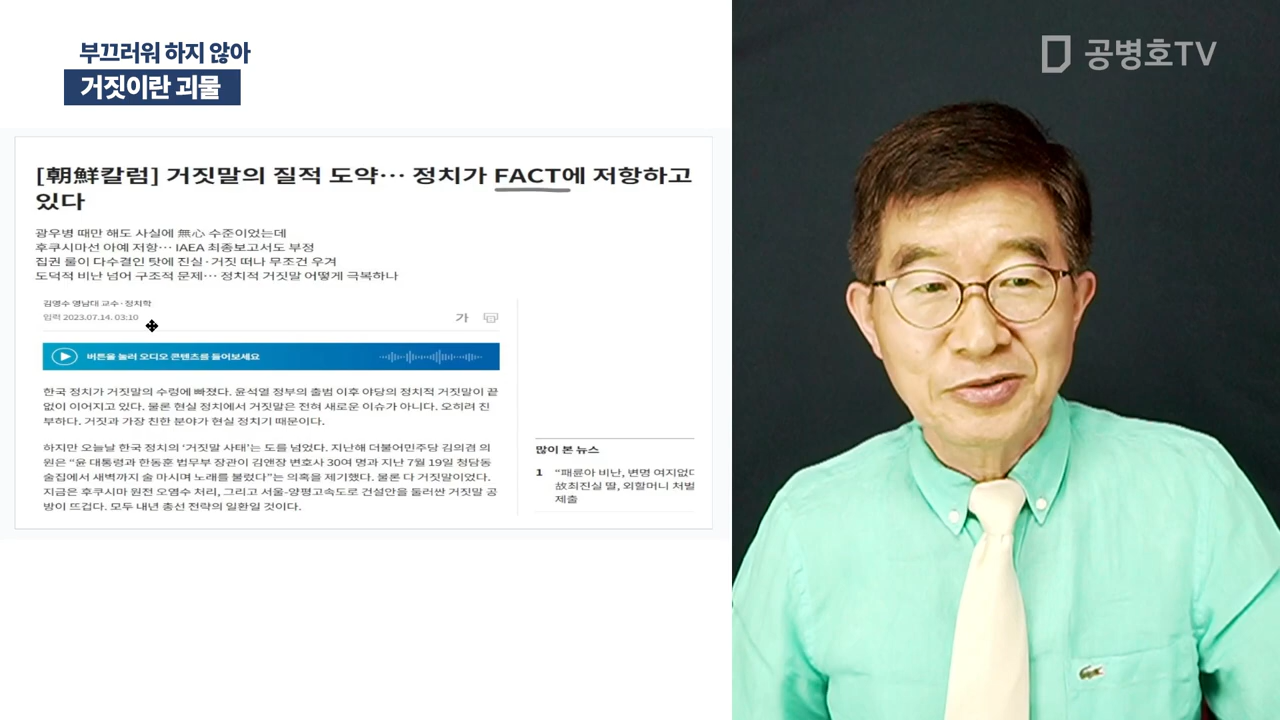 부끄러워 하지 않아
거짓이란 괴물
공병호TV
[朝鮮칼럼] 거짓말의 질적 도약… 정치가 FACT에 저항하고
있다
광우병 때만 해도 사실에 無心 수준이었는데
후쿠시마선 아예 저항… IAEA 최종보고서도 부정
집권 룰이 다수결인 탓에 진실·거짓 떠나 무조건 우겨
도덕적 비난 넘어 구조적 문제… 정치적 거짓말 어떻게 극복하나
김영수 영남대 교수·정치학
입력 2023.07.14. 03:10
가
버튼을 눌러 오디오 콘텐츠를 들어보세요
한국 정치가 거짓말의 수렁에 빠졌다. 윤석열 정부의 출범 이후 야당의 정치적 거짓말이 끝
없이 이어지고 있다. 물론 현실 정치에서 거짓말은 전혀 새로운 이슈가 아니다. 오히려 진
부하다. 거짓과 가장 친한 분야가 현실 정치기 때문이다.
하지만 오늘날 한국 정치의 ‘거짓말 사태’는 도를 넘었다. 지난해 더불어민주당 김의겸 의
원은 “윤 대통령과 한동훈 법무부 장관이 김앤장 변호사 30여 명과 지난 7월 19일 청담동
술집에서 새벽까지 술 마시며 노래를 불렀다”는 의혹을 제기했다. 물론 다 거짓말이었다.
지금은 후쿠시마 원전 오염수 처리, 그리고 서울-양평고속도로 건설안을 둘러싼 거짓말 공
방이 뜨겁다. 모두 내년 총선 전략의 일환일 것이다.
많이 본 뉴스
1 “패륜아 비난, 변명 여지없다
故최진실 딸, 외할머니 처벌
제출